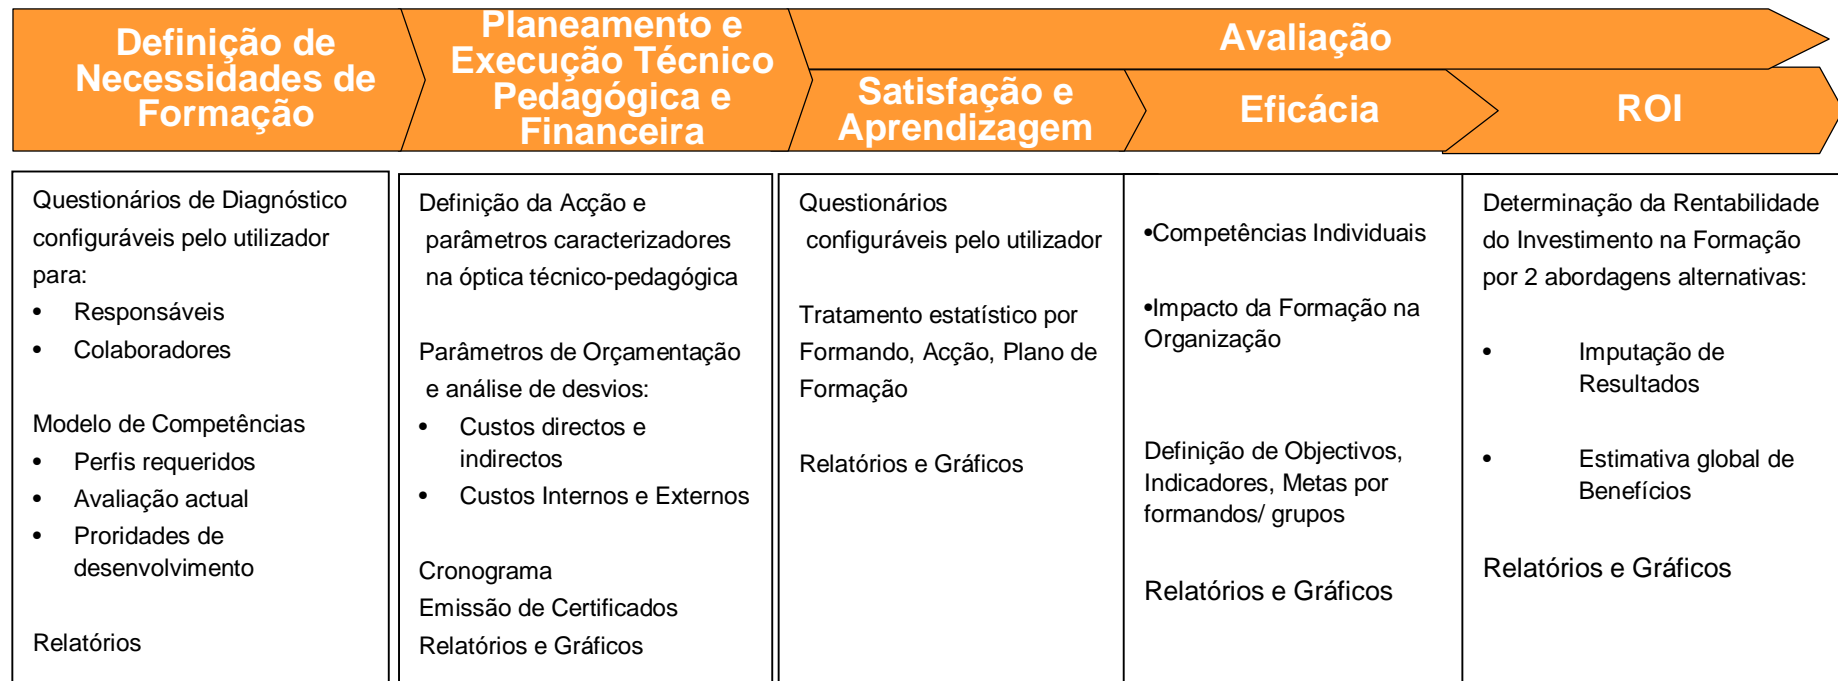 Definição de
Necessidades de
Formação
Planeamento e
Execução Técnico
Pedagógica e
Financeira
Avaliação
Satisfação e
Aprendizagem
Eficácia
ROI
Questionários de Diagnóstico
configuráveis pelo utilizador
para:
• Responsáveis
• Colaboradores
Modelo de Competências
• Perfis requeridos
• Avaliação actual
• Proridades de
desenvolvimento
Relatórios
Definição da Acção e
parâmetros caracterizadores
na óptica técnico-pedagógica
Parâmetros de Orçamentação
e análise de desvios:
• Custos directos e
indirectos
• Custos Internos e Externos
Cronograma
Emissão de Certificados
Relatórios e Gráficos
Questionários
configuráveis pelo utilizador
Tratamento estatístico por
Formando, Acção, Plano de
Formação
Relatórios e Gráficos
•Competências Individuais
•Impacto da Formação na
Organização
Definição de Objectivos,
Indicadores, Metas por
formandos/ grupos
Relatórios e Gráficos
Determinação da Rentabilidade
do Investimento na Formação
por 2 abordagens alternativas:
• Imputação de
Resultados
• Estimativa global de
Benefícios
Relatórios e Gráficos